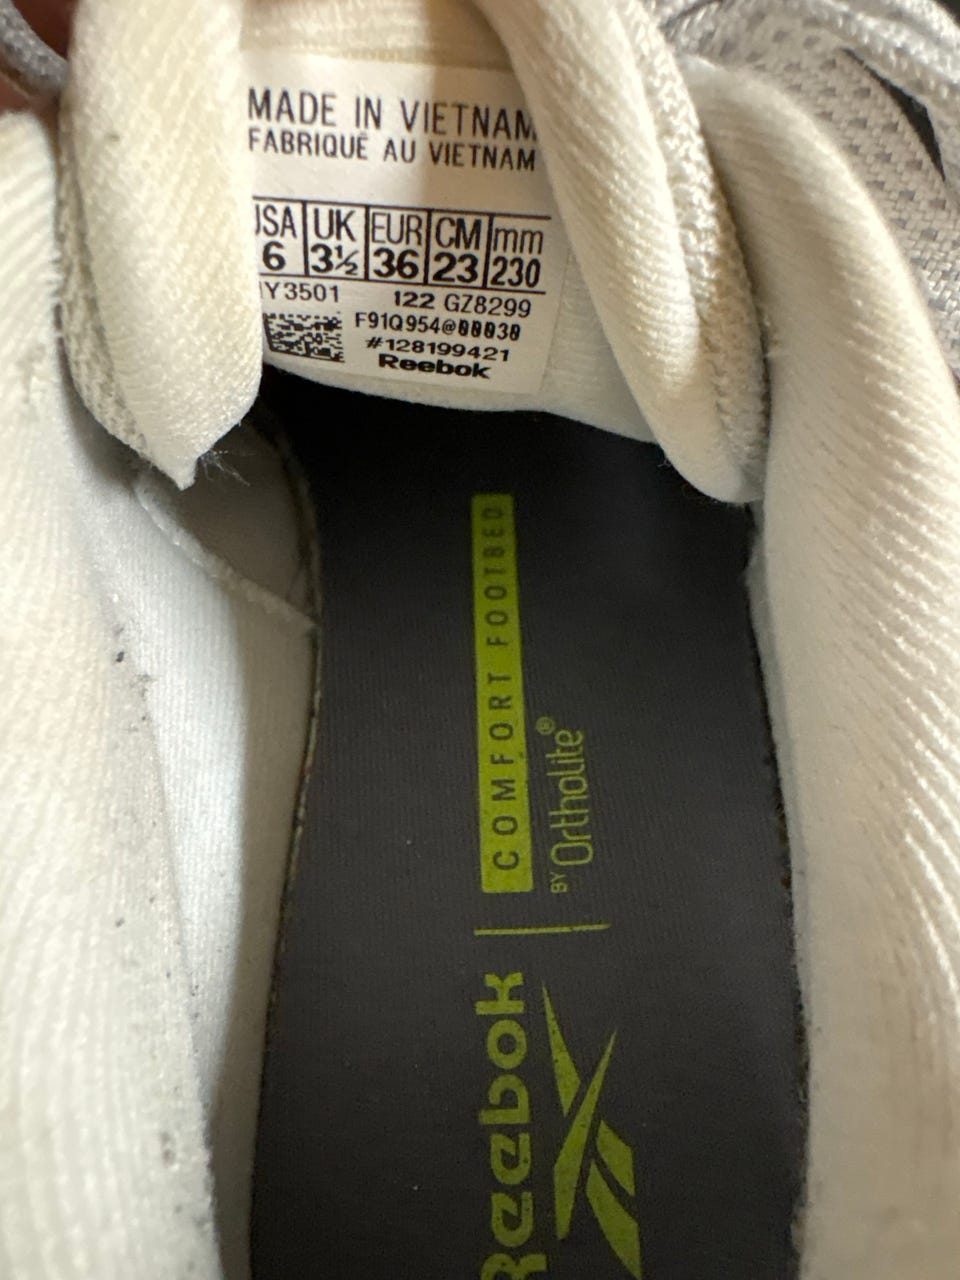 MADE IN VIETNAM
FABRIQUÉ AU VIETNAM
USA UK EUR CM mm
6 3½ 36 23 230
122 GZ8299
F91Q954@00030
#128199421
Reebok
COMFORT FOOTBED
BY Ortholite®
Reebok